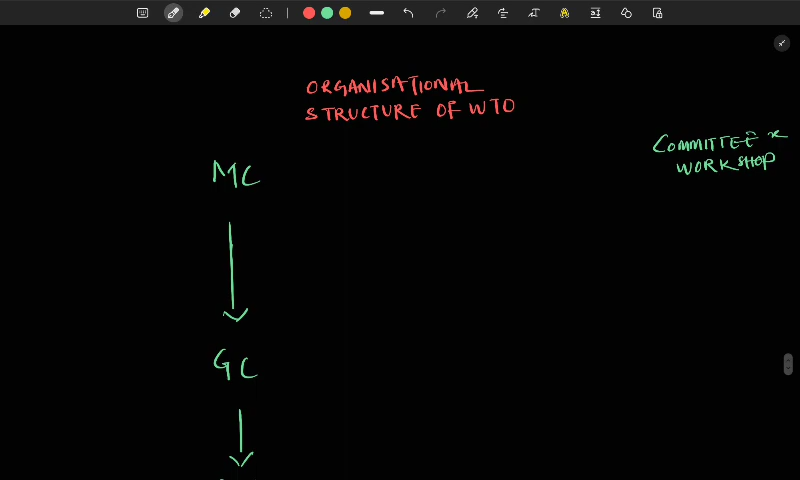 ORGANISATIONAL
STRUCTURE OF WTO
COMMITTEE &
WORKSHOP
MC
GC